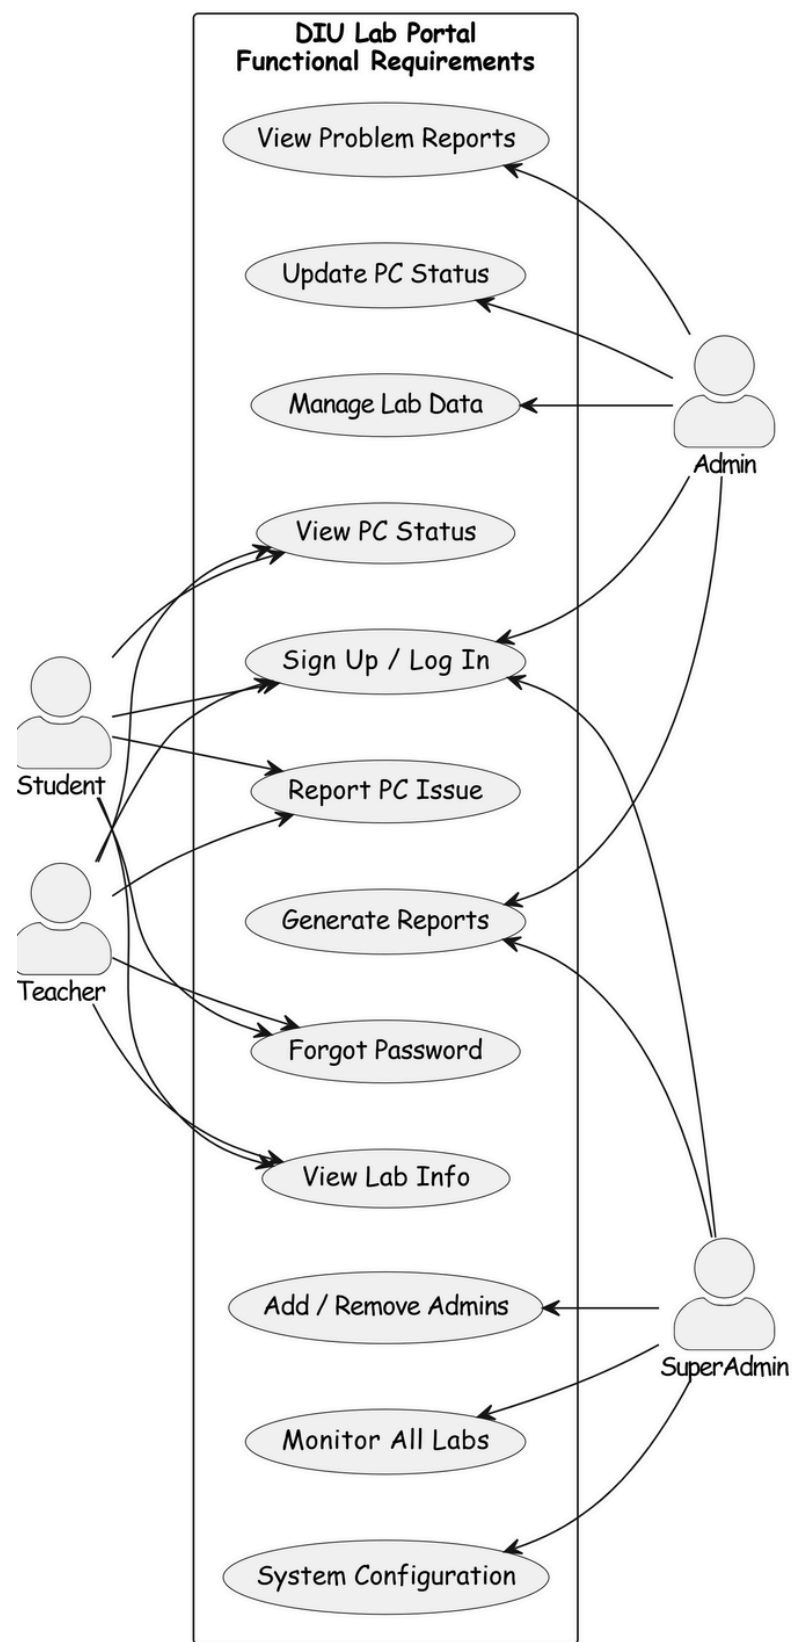 DIU Lab Portal
Functional Requirements
View Problem Reports
Update PC Status
Manage Lab Data
Admin
View PC Status
Sign Up / Log In
Student
Report PC Issue
Generate Reports
Teacher
Forgot Password
View Lab Info
Add / Remove Admins
SuperAdmin
Monitor All Labs
System Configuration